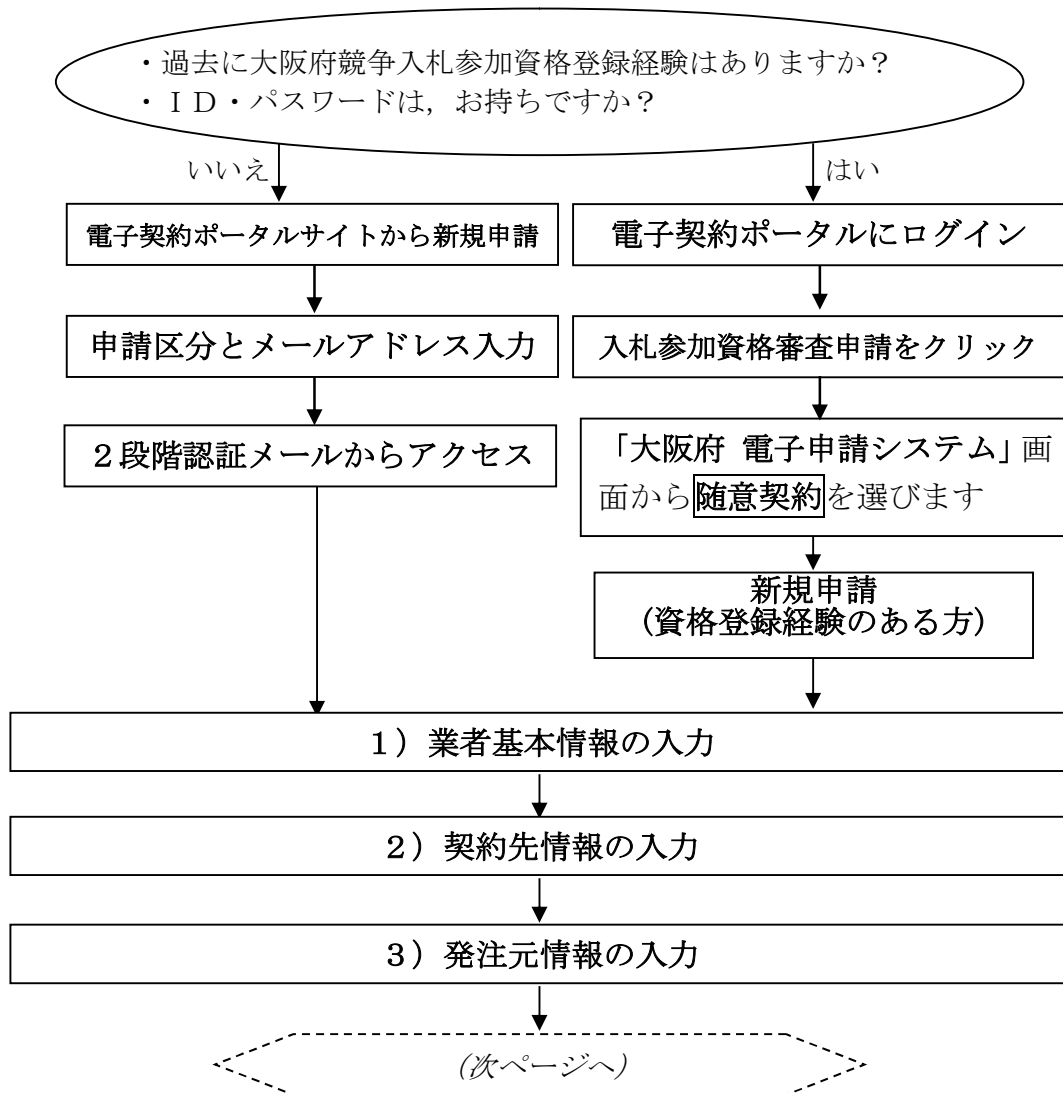 ・過去に大阪府競争入札参加資格登録経験はありますか？
・ＩＤ・パスワードは，お持ちですか？
いいえ
はい
電子契約ポータルサイトから新規申請
電子契約ポータルにログイン
申請区分とメールアドレス入力
入札参加資格審査申請をクリック
２段階認証メールからアクセス
「大阪府 電子申請システム」画
面から随意契約を選びます
新規申請
（資格登録経験のある方）
１）業者基本情報の入力
２）契約先情報の入力
３）発注元情報の入力
（次ページへ）